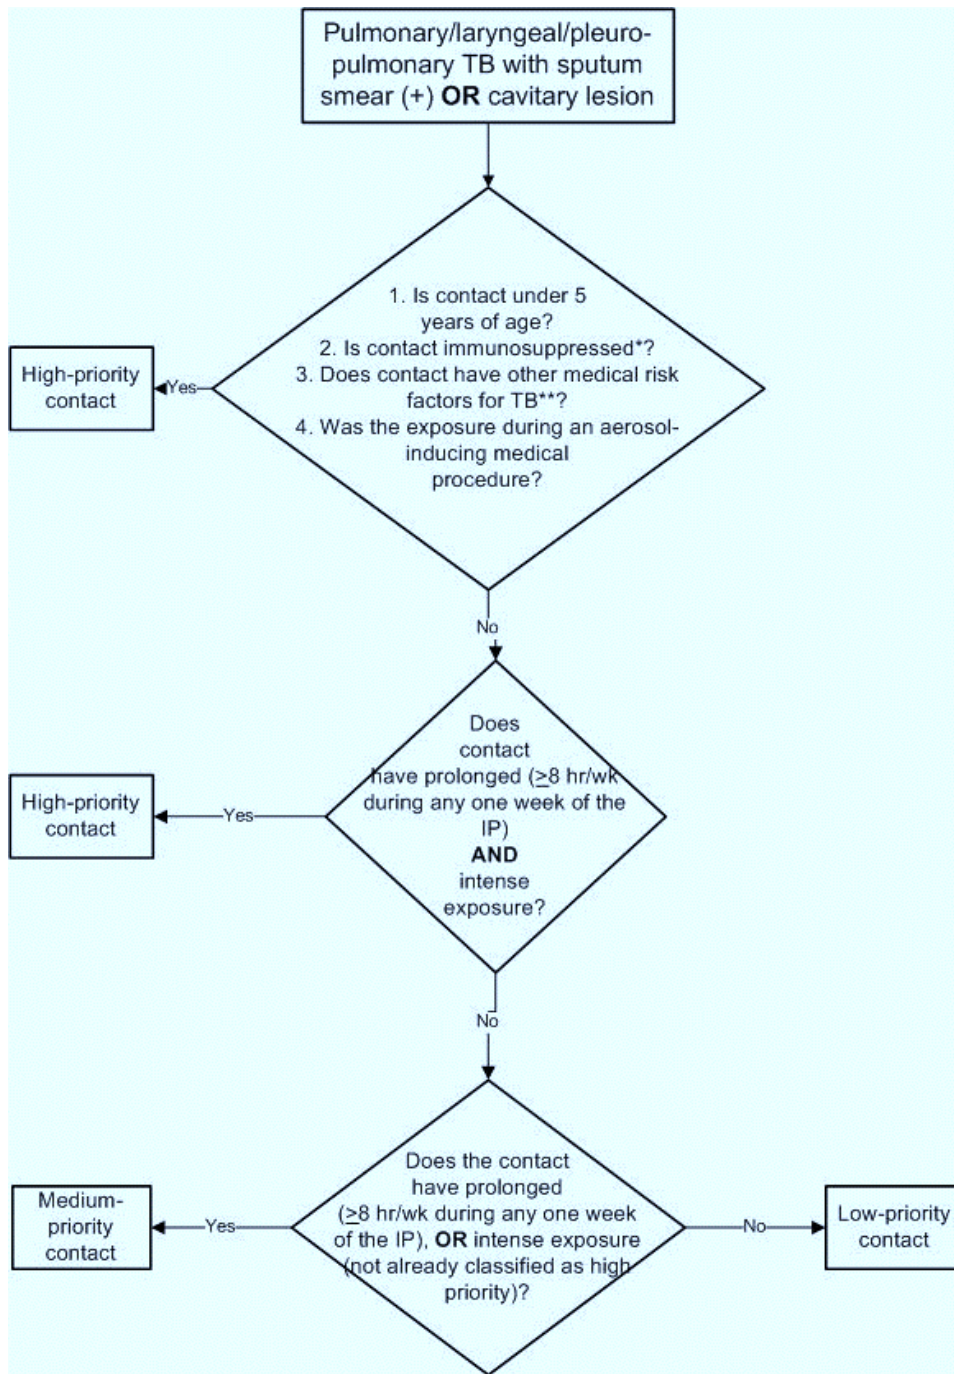 Pulmonary/laryngeal/pleuro-
pulmonary TB with sputum
smear (+) OR cavitary lesion
1. Is contact under 5
years of age?
2. Is contact immunosuppressed*?
3. Does contact have other medical risk
factors for TB**?
4. Was the exposure during an aerosol-
inducing medical
procedure?
Yes
High-priority
contact
No
Does
contact
have prolonged (≥8 hr/wk
during any one week of the
IP)
AND
intense
exposure?
Yes
High-priority
contact
No
Does the contact
have prolonged
(≥8 hr/wk during any one week
of the IP), OR intense exposure
(not already classified as high
priority)?
Yes
Medium-
priority
contact
No
Low-priority
contact